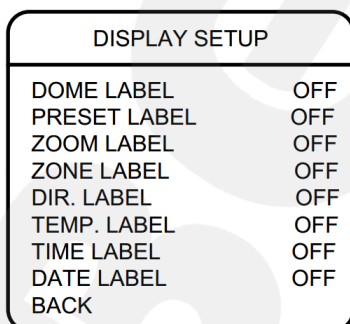 DISPLAY SETUP
DOME LABEL OFF
PRESET LABEL OFF
ZOOM LABEL OFF
ZONE LABEL OFF
DIR. LABEL OFF
TEMP. LABEL OFF
TIME LABEL OFF
DATE LABEL OFF
BACK